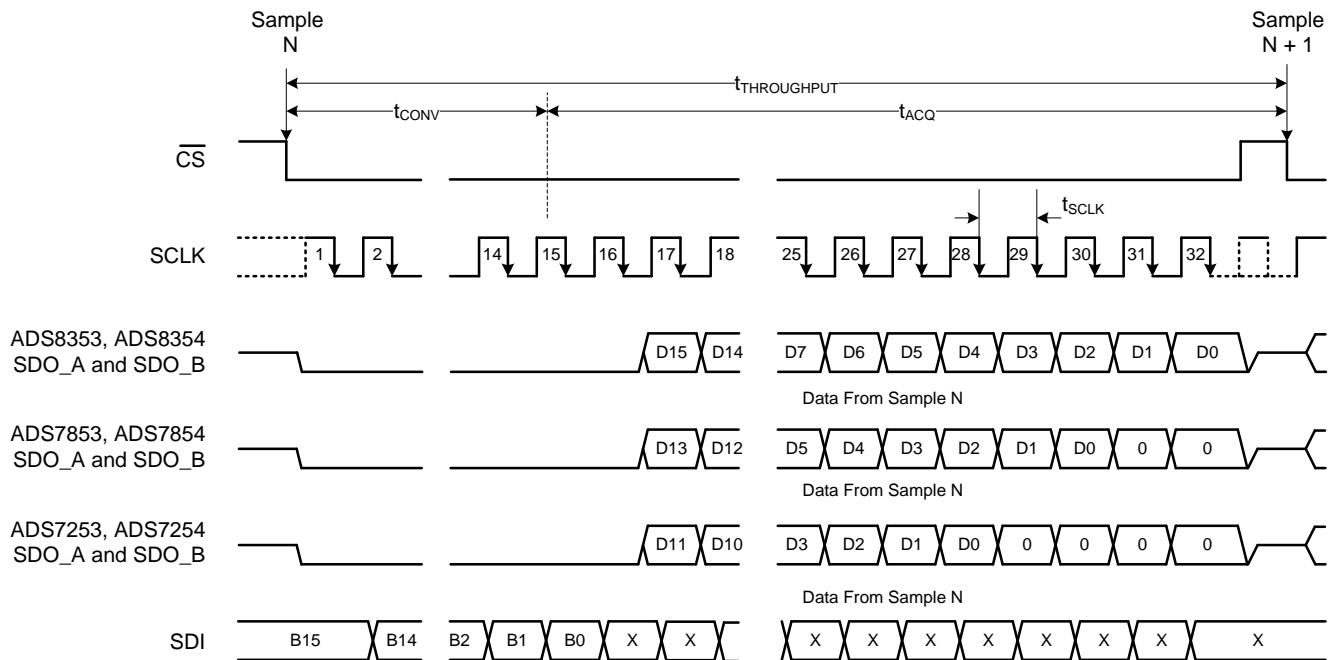 Sample
N
Sample
N + 1
tTHROUGHPUT
tCONV
tACQ
CS
tSCLK
SCLK
1 2 14 15 16 17 18 25 26 27 28 29 30 31 32
ADS8353, ADS8354
SDO_A and SDO_B
D15 D14 D7 D6 D5 D4 D3 D2 D1 D0
Data From Sample N
ADS7853, ADS7854
SDO_A and SDO_B
D13 D12 D5 D4 D3 D2 D1 D0 0 0
Data From Sample N
ADS7253, ADS7254
SDO_A and SDO_B
D11 D10 D3 D2 D1 D0 0 0 0 0
Data From Sample N
SDI
B15 B14 B2 B1 B0 X X X X X X X X X X